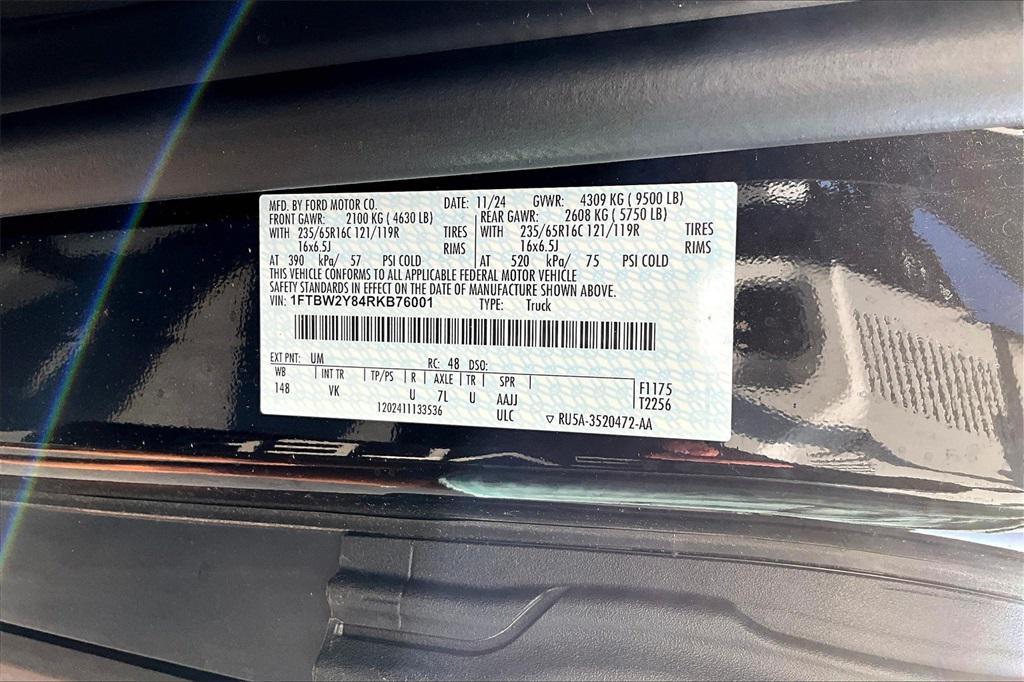 MFD. BY FORD MOTOR CO. DATE: 11/24 GVWR: 4309 KG ( 9500 LB)
FRONT GAWR: 2100 KG ( 4630 LB) REAR GAWR: 2608 KG ( 5750 LB)
WITH 235/65R16C 121/119R TIRES WITH 235/65R16C 121/119R TIRES
16x6.5J RIMS 16x6.5J RIMS
AT 390 kPa/ 57 PSI COLD AT 520 kPa/ 75 PSI COLD
THIS VEHICLE CONFORMS TO ALL APPLICABLE FEDERAL MOTOR VEHICLE
SAFETY STANDARDS IN EFFECT ON THE DATE OF MANUFACTURE SHOWN ABOVE.
VIN: 1FTBW2Y84RKB76001 TYPE: Truck
EXT PNT: UM RC: 48 DSO:
WB INT TR TP/PS R AXLE TR SPR F1175
148 VK U 7L U AAJJ T2256
1202411133536 ULC ▽ RU5A-3520472-AA